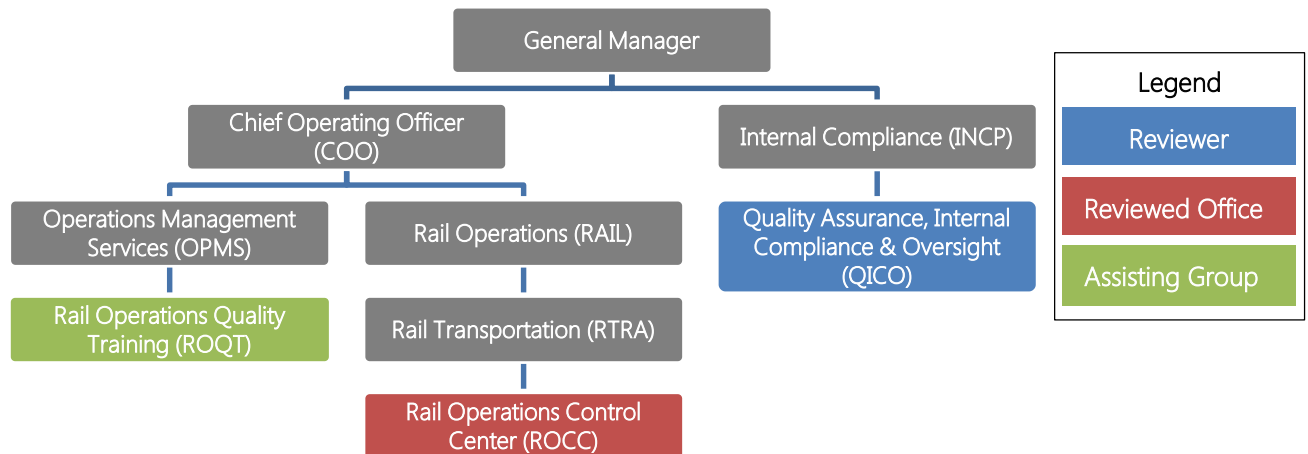 General Manager
Legend
Chief Operating Officer
(COO)
Internal Compliance (INCP)
Reviewer
Operations Management
Services (OPMS)
Rail Operations (RAIL)
Quality Assurance, Internal
Compliance & Oversight
(QICO)
Reviewed Office
Assisting Group
Rail Operations Quality
Training (ROQT)
Rail Transportation (RTRA)
Rail Operations Control
Center (ROCC)